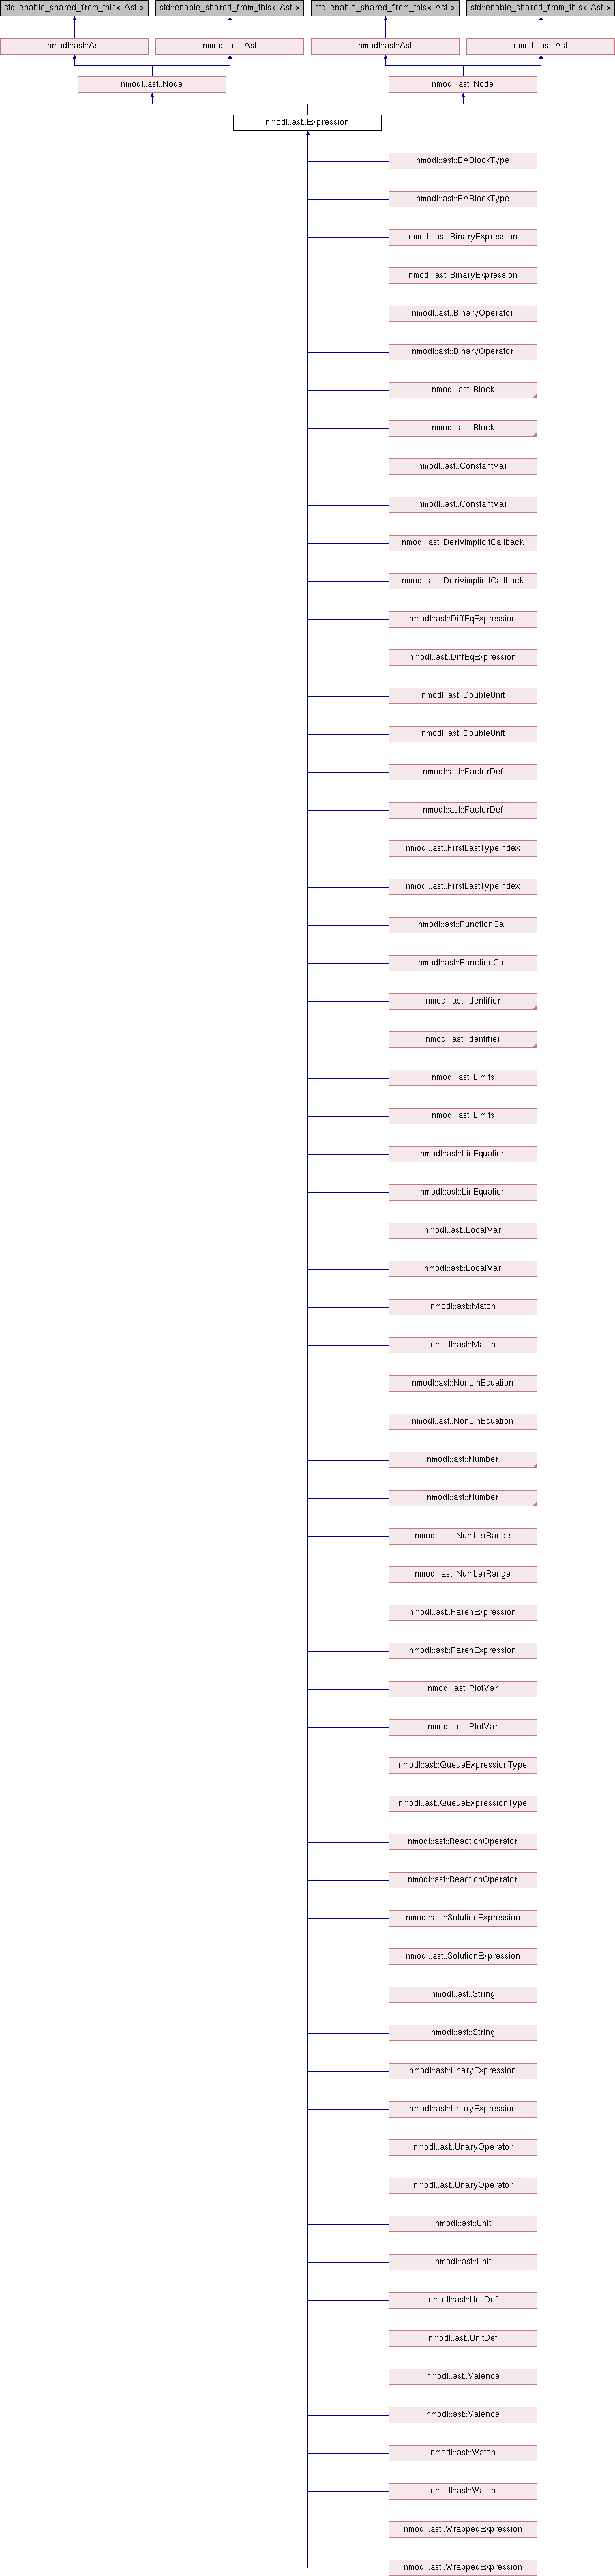 std::enable_shared_from_this< Ast >
std::enable_shared_from_this< Ast >
std::enable_shared_from_this< Ast >
std::enable_shared_from_this< Ast >
nmodl::ast::Ast
nmodl::ast::Ast
nmodl::ast::Ast
nmodl::ast::Ast
nmodl::ast::Node
nmodl::ast::Node
nmodl::ast::Expression
nmodl::ast::BABlockType
nmodl::ast::BABlockType
nmodl::ast::BinaryExpression
nmodl::ast::BinaryExpression
nmodl::ast::BinaryOperator
nmodl::ast::BinaryOperator
nmodl::ast::Block
nmodl::ast::Block
nmodl::ast::ConstantVar
nmodl::ast::ConstantVar
nmodl::ast::DerivimplicitCallback
nmodl::ast::DerivimplicitCallback
nmodl::ast::DiffEqExpression
nmodl::ast::DiffEqExpression
nmodl::ast::DoubleUnit
nmodl::ast::DoubleUnit
nmodl::ast::FactorDef
nmodl::ast::FactorDef
nmodl::ast::FirstLastTypeIndex
nmodl::ast::FirstLastTypeIndex
nmodl::ast::FunctionCall
nmodl::ast::FunctionCall
nmodl::ast::Identifier
nmodl::ast::Identifier
nmodl::ast::Limits
nmodl::ast::Limits
nmodl::ast::LinEquation
nmodl::ast::LinEquation
nmodl::ast::LocalVar
nmodl::ast::LocalVar
nmodl::ast::Match
nmodl::ast::Match
nmodl::ast::NonLinEquation
nmodl::ast::NonLinEquation
nmodl::ast::Number
nmodl::ast::Number
nmodl::ast::NumberRange
nmodl::ast::NumberRange
nmodl::ast::ParenExpression
nmodl::ast::ParenExpression
nmodl::ast::PlotVar
nmodl::ast::PlotVar
nmodl::ast::QueueExpressionType
nmodl::ast::QueueExpressionType
nmodl::ast::ReactionOperator
nmodl::ast::ReactionOperator
nmodl::ast::SolutionExpression
nmodl::ast::SolutionExpression
nmodl::ast::String
nmodl::ast::String
nmodl::ast::UnaryExpression
nmodl::ast::UnaryExpression
nmodl::ast::UnaryOperator
nmodl::ast::UnaryOperator
nmodl::ast::Unit
nmodl::ast::Unit
nmodl::ast::UnitDef
nmodl::ast::UnitDef
nmodl::ast::Valence
nmodl::ast::Valence
nmodl::ast::Watch
nmodl::ast::Watch
nmodl::ast::WrappedExpression
nmodl::ast::WrappedExpression